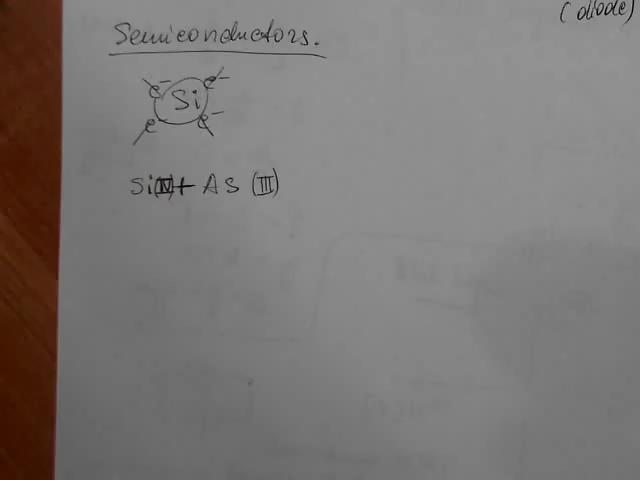 (diode)
Semiconductors.
e- e-
Si
e- e-
Si(IV)+ AS (III)